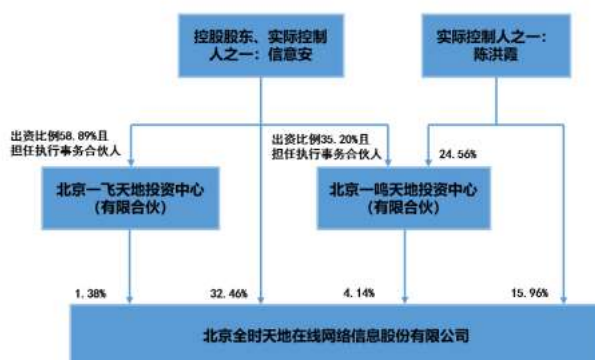 控股股东、实际控制
人之一：信意安
实际控制人之一：
陈洪霞
出资比例58.89%且
担任执行事务合伙人
出资比例35.20%且
担任执行事务合伙人
24.56%
北京一飞天地投资中心
（有限合伙）
北京一鸣天地投资中心
（有限合伙）
1.38%
32.46%
4.14%
15.96%
北京全时天地在线网络信息股份有限公司